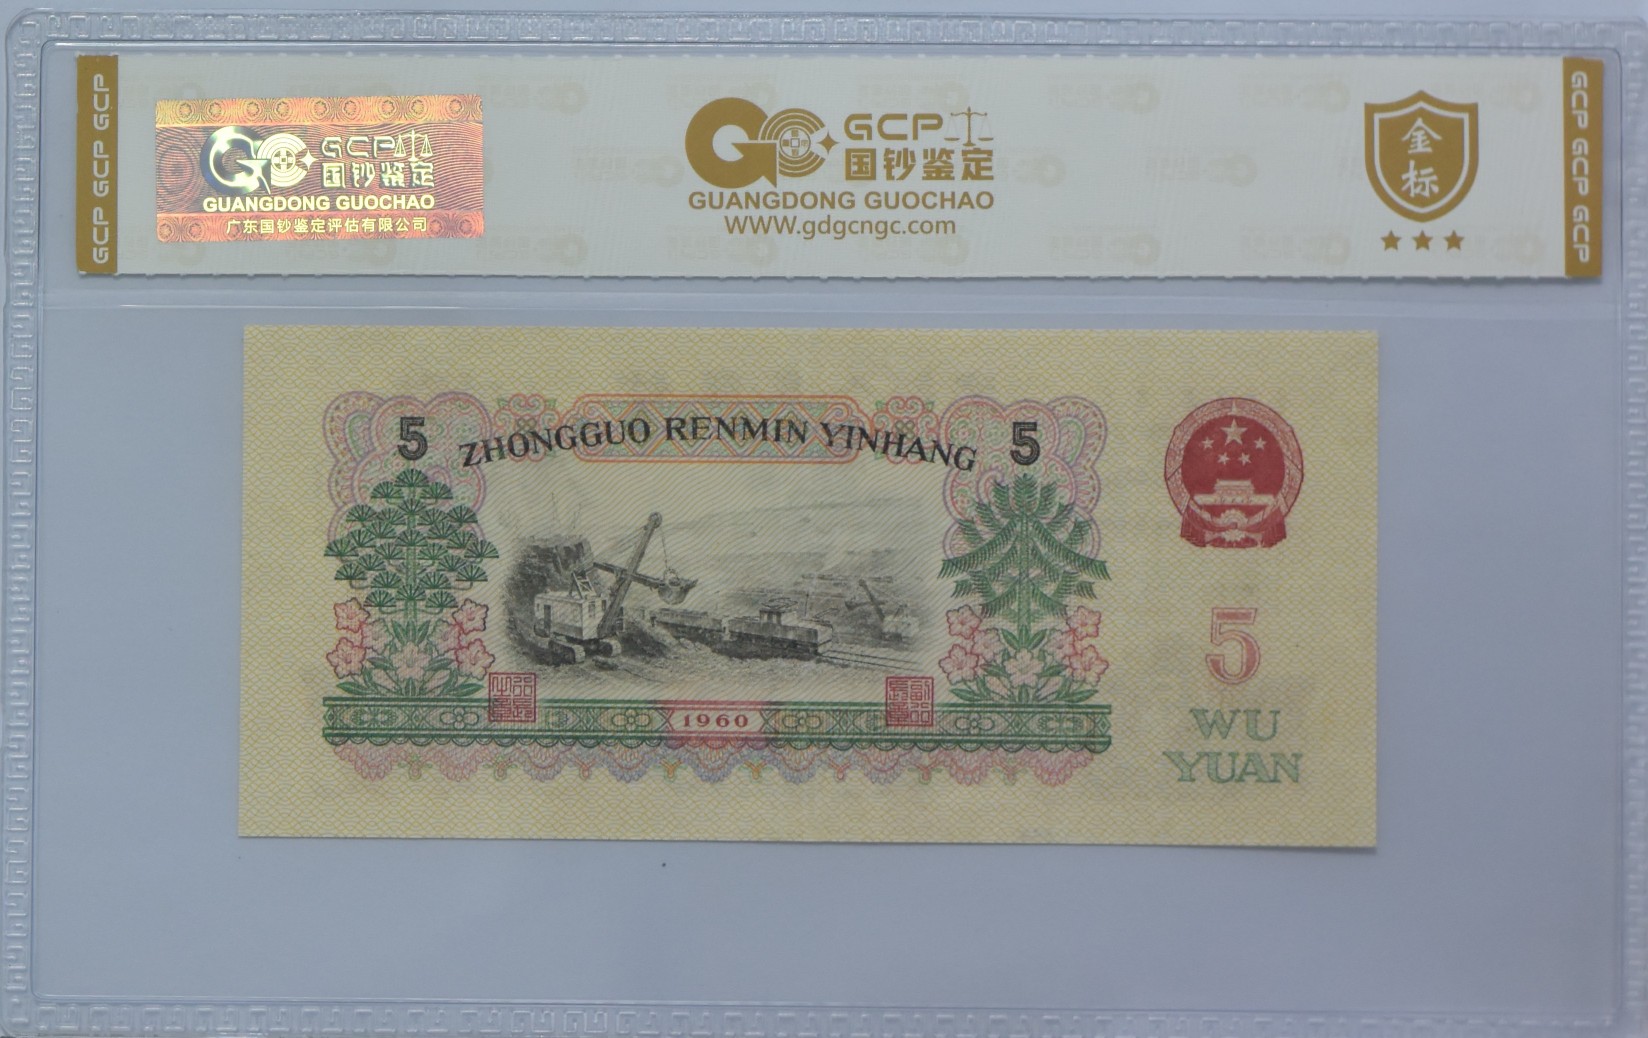 GCP GCP GCP
GCP
国钞鉴定
GUANGDONG GUOCHAO
广东国钞鉴定评估有限公司
GCP
国钞鉴定
GUANGDONG GUOCHAO
www.gdgcngc.com
金标
GCP GCP GCP
5
ZHONGGUO RENMIN YINHANG
5
1960
5
WU
YUAN